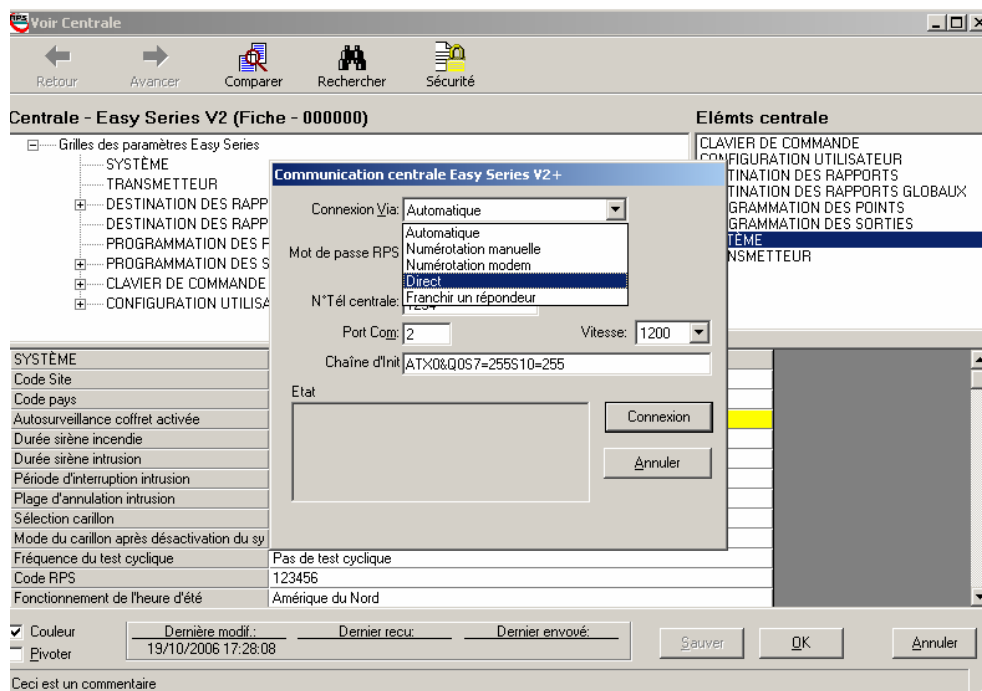 Voir Centrale
Retour
Avancer
Comparer
Rechercher
Sécurité
Centrale - Easy Series V2 (Fiche - 000000)
Grilles des paramètres Easy Series
SYSTÈME
TRANSMETTEUR
DESTINATION DES RAPP
DESTINATION DES RAPP
PROGRAMMATION DES P
PROGRAMMATION DES S
CLAVIER DE COMMANDE
CONFIGURATION UTILISA
Elémts centrale
CLAVIER DE COMMANDE
CONFIGURATION UTILISATEUR
TINATION DES RAPPORTS
TINATION DES RAPPORTS GLOBAUX
GRAMMATION DES POINTS
GRAMMATION DES SORTIES
TÈME
NSMETTEUR
Communication centrale Easy Series V2+
Connexion Via: Automatique
Automatique
Numérotation manuelle
Numérotation modem
Direct
Franchir un répondeur
Mot de passe RPS
N°Tél centrale: 1234
Port Com: 2
Vitesse: 1200
Chaîne d'Init ATX0&Q0S7=255S10=255
Etat
Connexion
Annuler
SYSTÈME
Code Site
Code pays
Autosurveillance coffret activée
Durée sirène incendie
Durée sirène intrusion
Période d'interruption intrusion
Plage d'annulation intrusion
Sélection carillon
Mode du carillon après désactivation du sy
Fréquence du test cyclique Pas de test cyclique
Code RPS 123456
Fonctionnement de l'heure d'été Amérique du Nord
Couleur
Pivoter
Dernière modif.:
19/10/2006 17:28:08
Dernier recu:
Dernier envoyé:
Sauver
OK
Annuler
Ceci est un commentaire